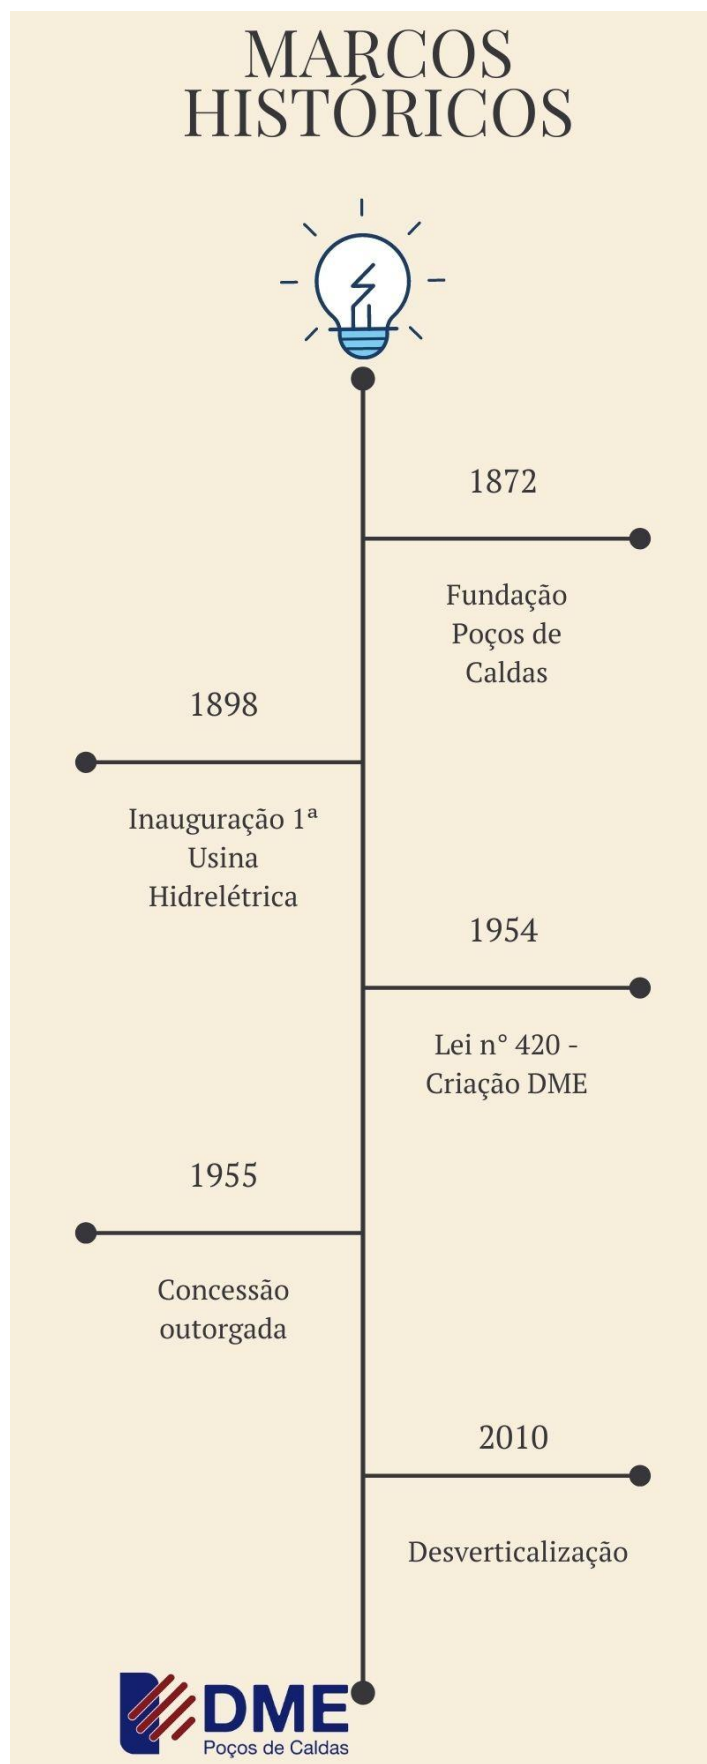 MARCOS
HISTÓRICOS
1872
Fundação
Poços de
Caldas
1898
Inauguração 1ª
Usina
Hidrelétrica
1954
Lei n° 420 -
Criação DME
1955
Concessão
outorgada
2010
Desverticalização
DME
Poços de Caldas